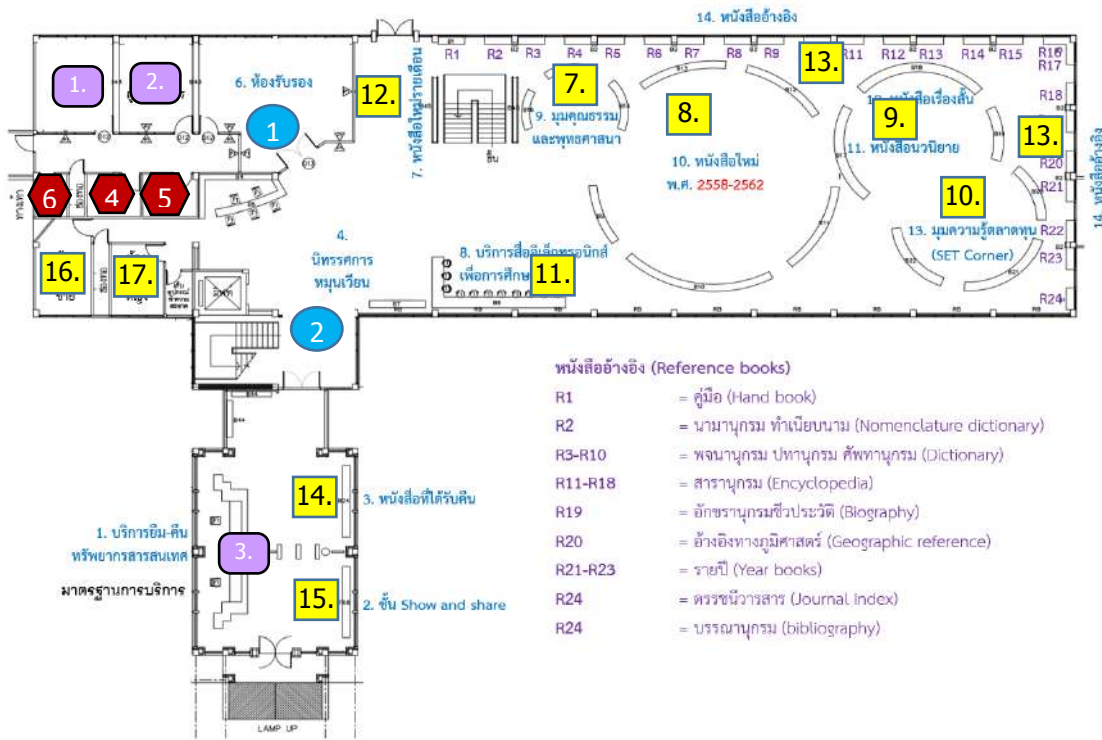 14. หนังสืออ้างอิง
R1 R2 R3 R4 R5 R6 R7 R8 R9 R11 R12 R13 R14 R15 R16
R17
R18
R20
R21
R22
R23
R24
1.
2.
6. ห้องรับรอง
12.
1
7. หนังสือใหม่รายเดือน
ขึ้น
7.
9. มุมคุณธรรม
และพุทธศาสนา
8.
10. หนังสือใหม่
พ.ศ. 2558-2562
13.
9.
11. หนังสือนวนิยาย
13.
14. หนังสืออ้างอิง
10.
13. มุมความรู้ตลาดทุน
(SET Corner)
6
4
5
16.
17.
4.
นิทรรศการ
หมุนเวียน
8. บริการสื่ออิเล็กทรอนิกส์
เพื่อการศึกษา
11.
2
14.
3. หนังสือที่ได้รับคืน
1. บริการยืม-คืน
ทรัพยากรสารสนเทศ
มาตรฐานการบริการ
3.
15.
2. ชั้น Show and share
LAMP UP
หนังสืออ้างอิง (Reference books)
R1 = คู่มือ (Hand book)
R2 = นามานุกรม ทำเนียบนาม (Nomenclature dictionary)
R3-R10 = พจนานุกรม ปทานุกรม ศัพทานุกรม (Dictionary)
R11-R18 = สารานุกรม (Encyclopedia)
R19 = อักขรานุกรมชีวประวัติ (Biography)
R20 = อ้างอิงทางภูมิศาสตร์ (Geographic reference)
R21-R23 = รายปี (Year books)
R24 = ดรรชนีวารสาร (Journal Index)
R24 = บรรณานุกรม (bibliography)